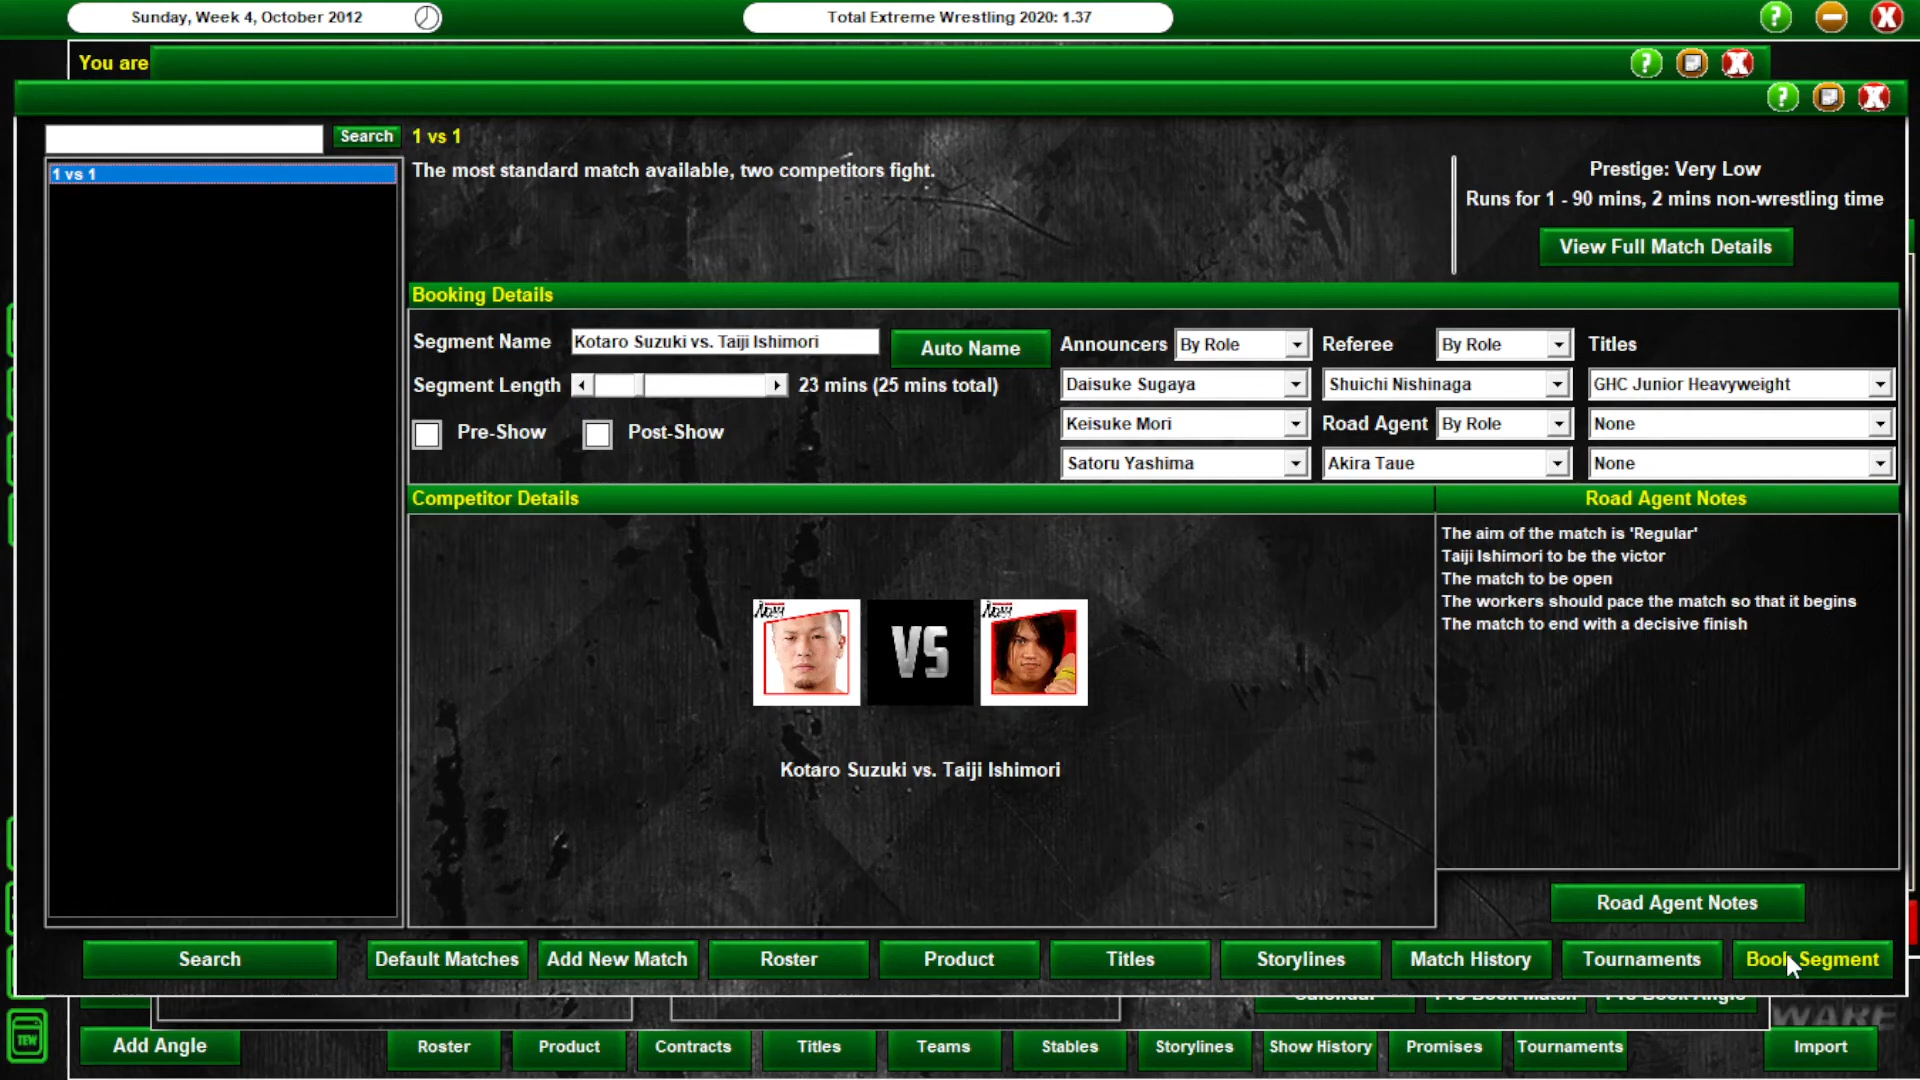 Sunday, Week 4, October 2012
Total Extreme Wrestling 2020: 1.37
You are
Search
1 vs 1
1 vs 1
The most standard match available, two competitors fight.
Prestige: Very Low
Runs for 1 - 90 mins, 2 mins non-wrestling time
View Full Match Details
Booking Details
Segment Name
Kotaro Suzuki vs. Taiji Ishimori
Auto Name
Announcers
By Role
Referee
By Role
Titles
Segment Length
23 mins (25 mins total)
Daisuke Sugaya
Shuichi Nishinaga
GHC Junior Heavyweight
Pre-Show
Post-Show
Keisuke Mori
Road Agent
By Role
None
Satoru Yashima
Akira Taue
None
Competitor Details
Road Agent Notes
The aim of the match is 'Regular'
Taiji Ishimori to be the victor
The match to be open
The workers should pace the match so that it begins
The match to end with a decisive finish
VS
Kotaro Suzuki vs. Taiji Ishimori
Road Agent Notes
Search
Default Matches
Add New Match
Roster
Product
Titles
Storylines
Match History
Tournaments
Book Segment
Calendar
Pre Book Match
Pre Book Angle
WARE
TEW
Add Angle
Roster
Product
Contracts
Titles
Teams
Stables
Storylines
Show History
Promises
Tournaments
Import